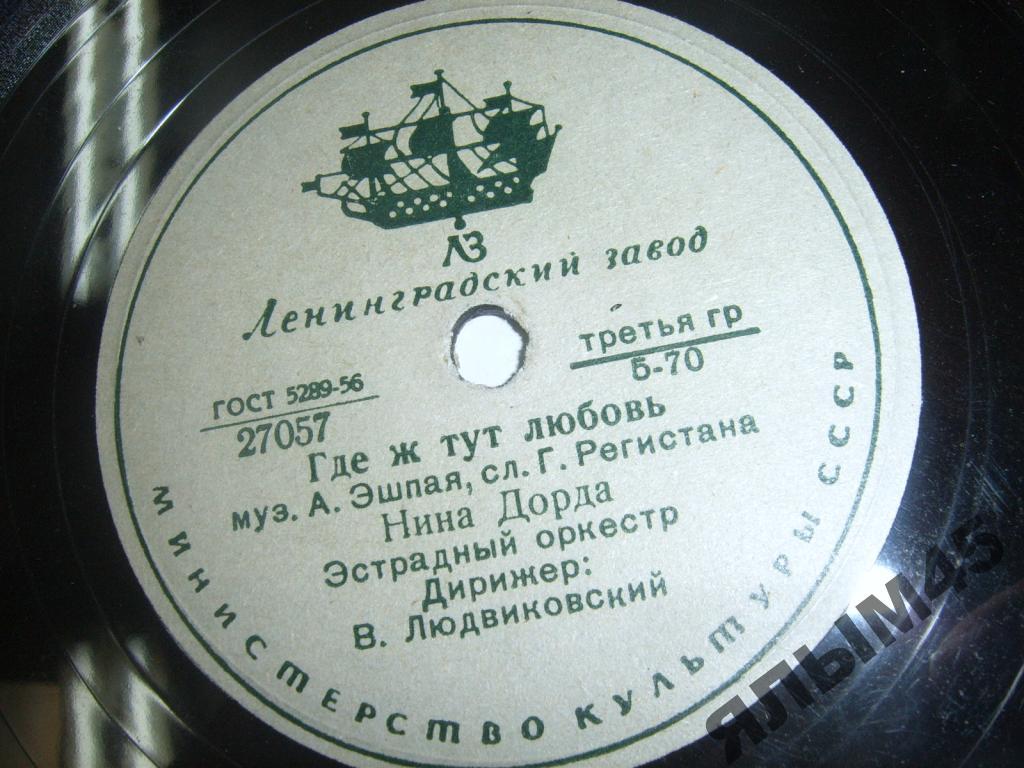 ЛЗ
Ленинградский завод
третья гр
Б-70
ГОСТ 5289-56
27057
Где ж тут любовь
муз. А. Эшпая, сл. Г. Регистана
Нина Дорда
Эстрадный оркестр
Дирижер:
В. Людвиковский
МИНИСТЕРСТВО КУЛЬТУРЫ СССР
ЯЛЫМ45